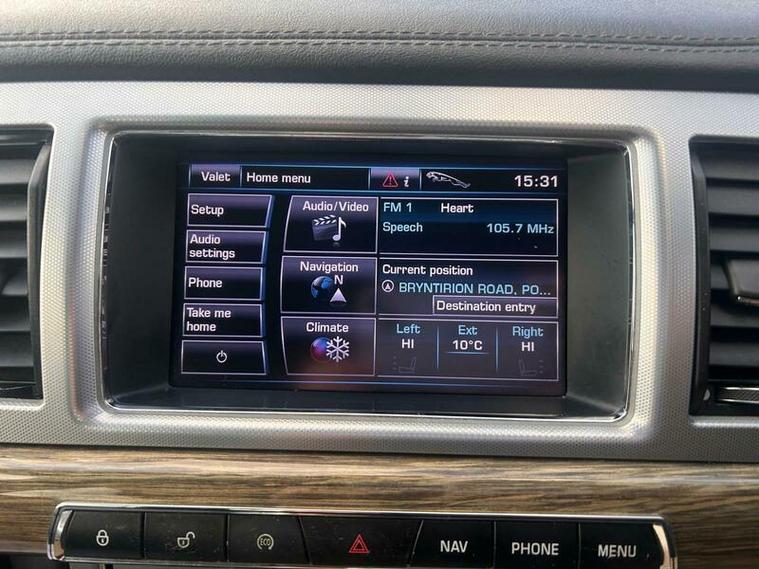 Valet Home menu i 15:31
Setup
Audio
settings
Phone
Take me
home
Audio/Video
Navigation
N
Climate
FM 1 Heart
Speech 105.7 MHz
Current position
BRYNTIRION ROAD, PO...
Destination entry
Left Ext Right
HI 10°C HI
ECO NAV PHONE MENU